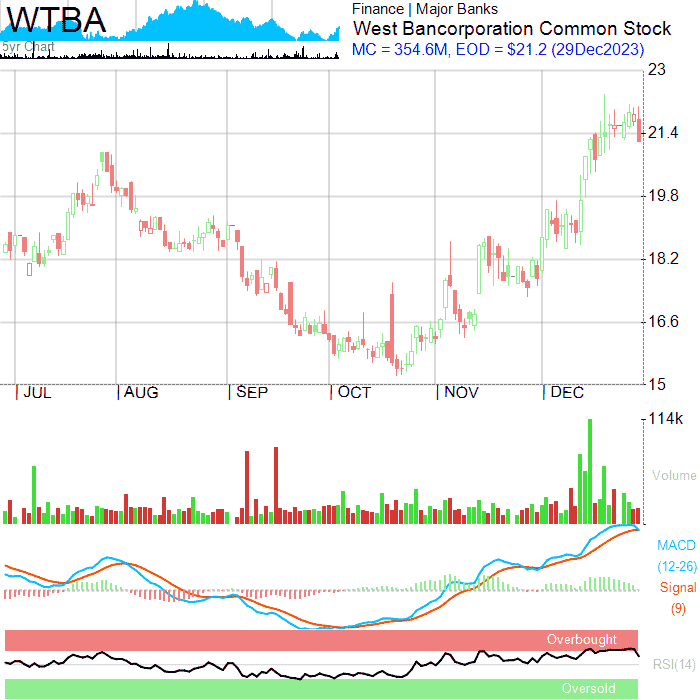 WTBA
5yr Chart
Finance | Major Banks
West Bancorporation Common Stock
MC = 354.6M, EOD = $21.2 (29Dec2023)
23
21.4
19.8
18.2
16.6
15
JUL AUG SEP OCT NOV DEC
114k
Volume
MACD
(12-26)
Signal
(9)
Overbought
RSI(14)
Oversold